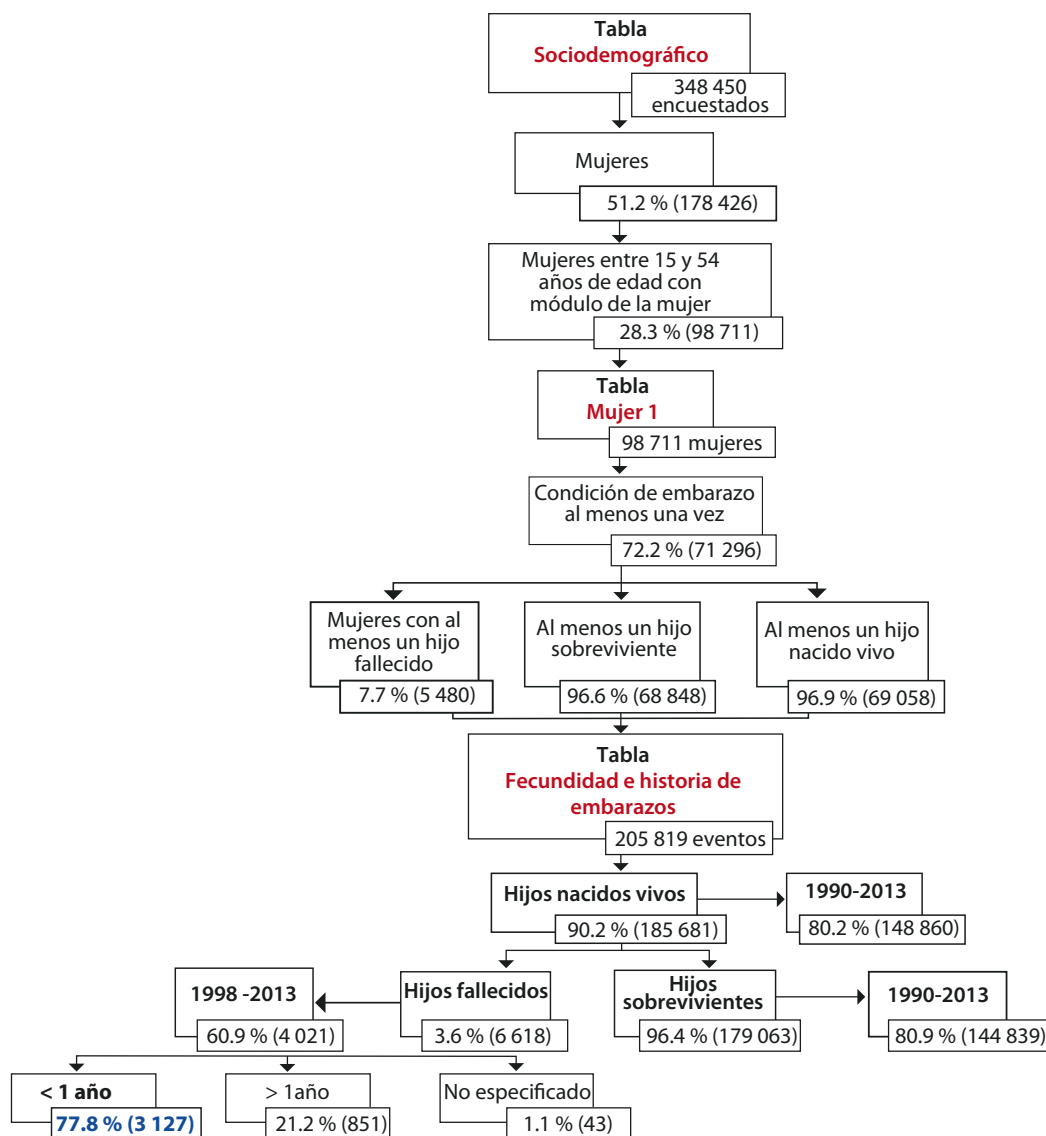 Tabla
Sociodemográfico
348 450
encuestados
Mujeres
51.2 % (178 426)
Mujeres entre 15 y 54
años de edad con
módulo de la mujer
28.3 % (98 711)
Tabla
Mujer 1
98 711 mujeres
Condición de embarazo
al menos una vez
72.2 % (71 296)
Mujeres con al
menos un hijo
fallecido
7.7 % (5 480)
Al menos un hijo
sobreviviente
96.6 % (68 848)
Al menos un hijo
nacido vivo
96.9 % (69 058)
Tabla
Fecundidad e historia de
embarazos
205 819 eventos
Hijos nacidos vivos
90.2 % (185 681)
1990-2013
80.2 % (148 860)
1998 -2013
60.9 % (4 021)
Hijos fallecidos
3.6 % (6 618)
Hijos
sobrevivientes
96.4 % (179 063)
1990-2013
80.9 % (144 839)
< 1 año
77.8 % (3 127)
> 1año
21.2 % (851)
No especificado
1.1 % (43)